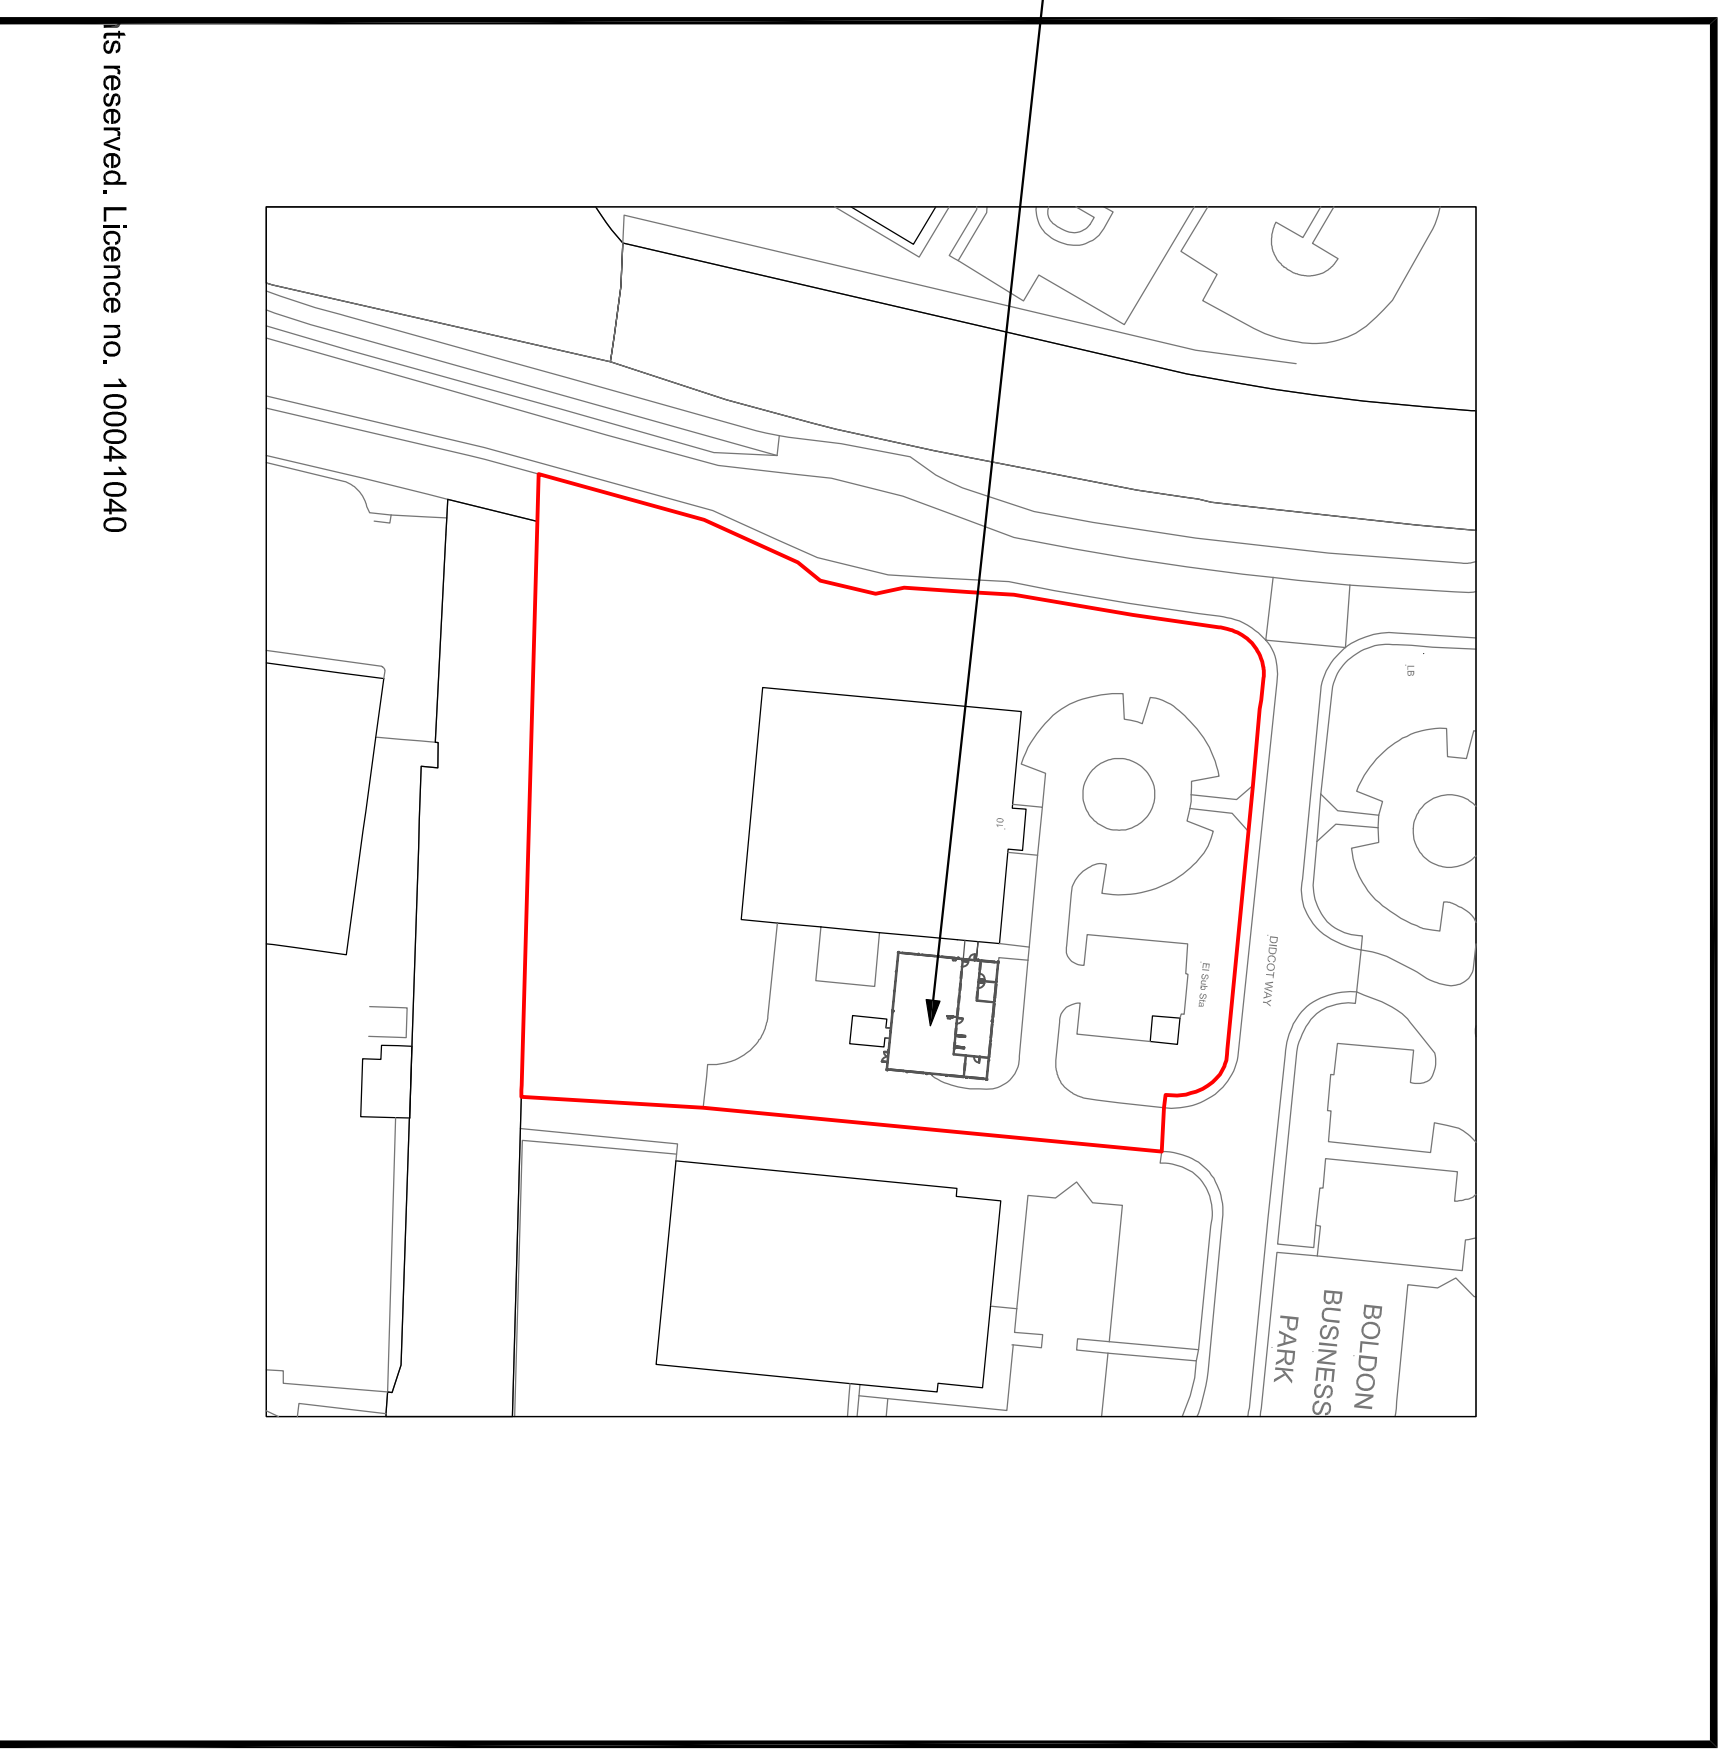 ts reserved. Licence no. 100041040
LB
10
DIDCOT WAY
El Sub Sta
BOLDON
BUSINESS
PARK